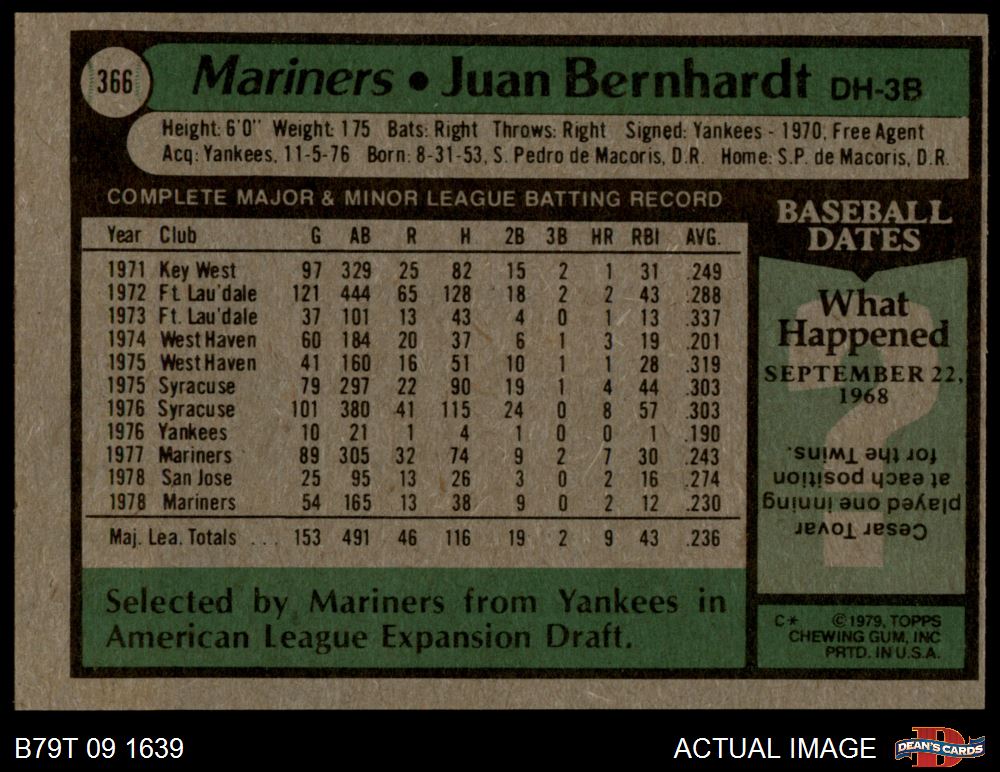 366
Mariners • Juan Bernhardt DH-3B
Height: 6'0" Weight: 175 Bats: Right Throws: Right Signed: Yankees - 1970, Free Agent
Acq: Yankees, 11-5-76 Born: 8-31-53, S. Pedro de Macoris, D.R. Home: S.P. de Macoris, D.R.
COMPLETE MAJOR & MINOR LEAGUE BATTING RECORD
Year Club G AB R H 2B 3B HR RBI AVG.
1971 Key West 97 329 25 82 15 2 1 31 .249
1972 Ft. Lau'dale 121 444 65 128 18 2 2 43 .288
1973 Ft. Lau'dale 37 101 13 43 4 0 1 13 .337
1974 West Haven 60 184 20 37 6 1 3 19 .201
1975 West Haven 41 160 16 51 10 1 1 28 .319
1975 Syracuse 79 297 22 90 19 1 4 44 .303
1976 Syracuse 101 380 41 115 24 0 8 57 .303
1976 Yankees 10 21 1 4 1 0 0 1 .190
1977 Mariners 89 305 32 74 9 2 7 30 .243
1978 San Jose 25 95 13 26 3 0 2 16 .274
1978 Mariners 54 165 13 38 9 0 2 12 .230
Maj. Lea. Totals ... 153 491 46 116 19 2 9 43 .236
Selected by Mariners from Yankees in
American League Expansion Draft.
BASEBALL
DATES
What
Happened
SEPTEMBER 22,
1968
?
Cesar Tovar
played one inning
at each position
for the Twins.
C* ©1979, TOPPS
CHEWING GUM, INC
PRTD. IN U.S.A.
B79T 09 1639
ACTUAL IMAGE
D
DEAN'S CARDS